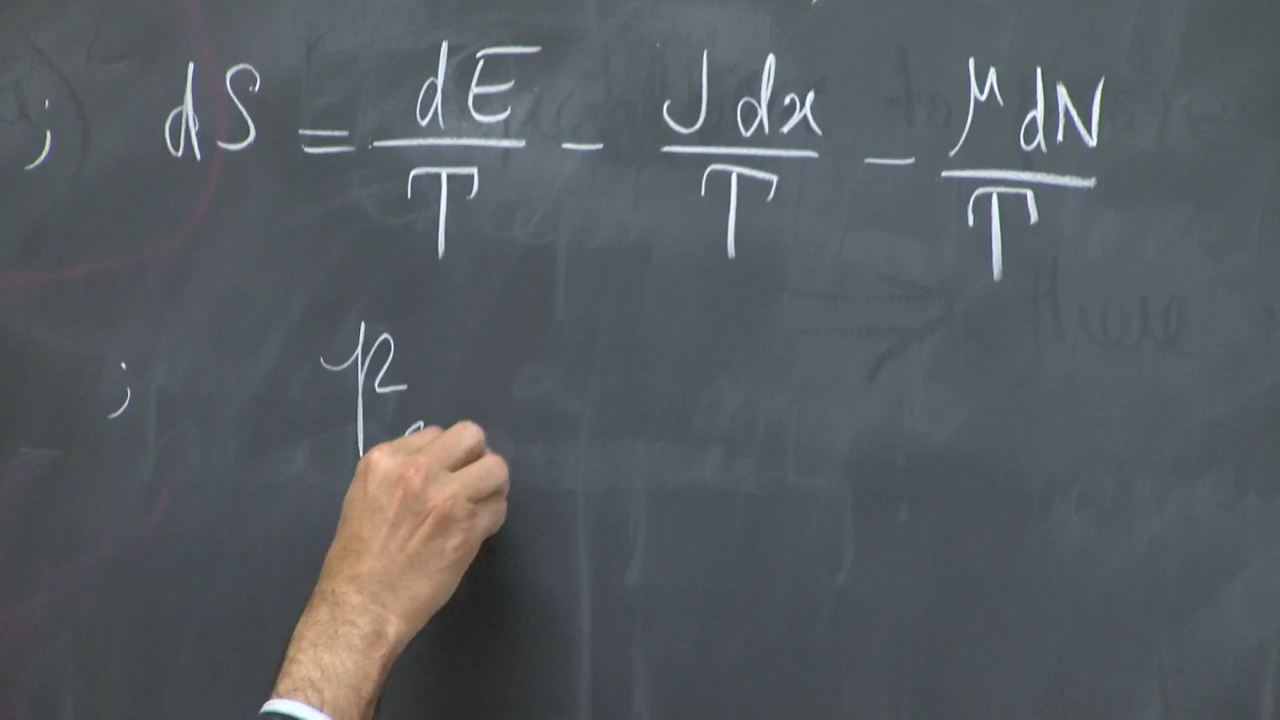 ; dS = dE/T - J dx/T - μ dN/T
; p